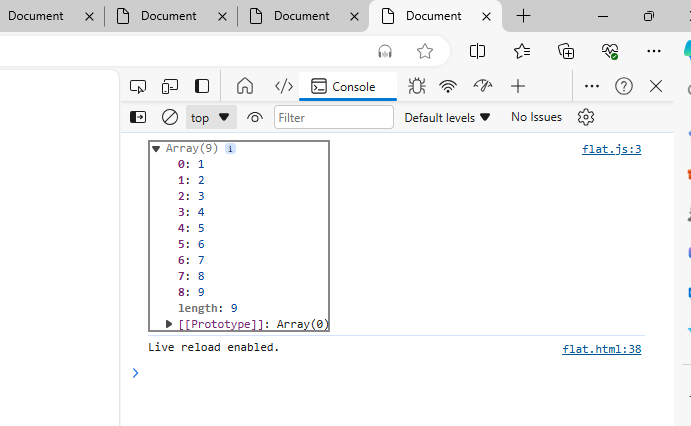 Document Document Document Document
Console
top Filter Default levels No Issues
Array(9) i flat.js:3
0: 1
1: 2
2: 3
3: 4
4: 5
5: 6
6: 7
7: 8
8: 9
length: 9
[[Prototype]]: Array(0)
Live reload enabled. flat.html:38